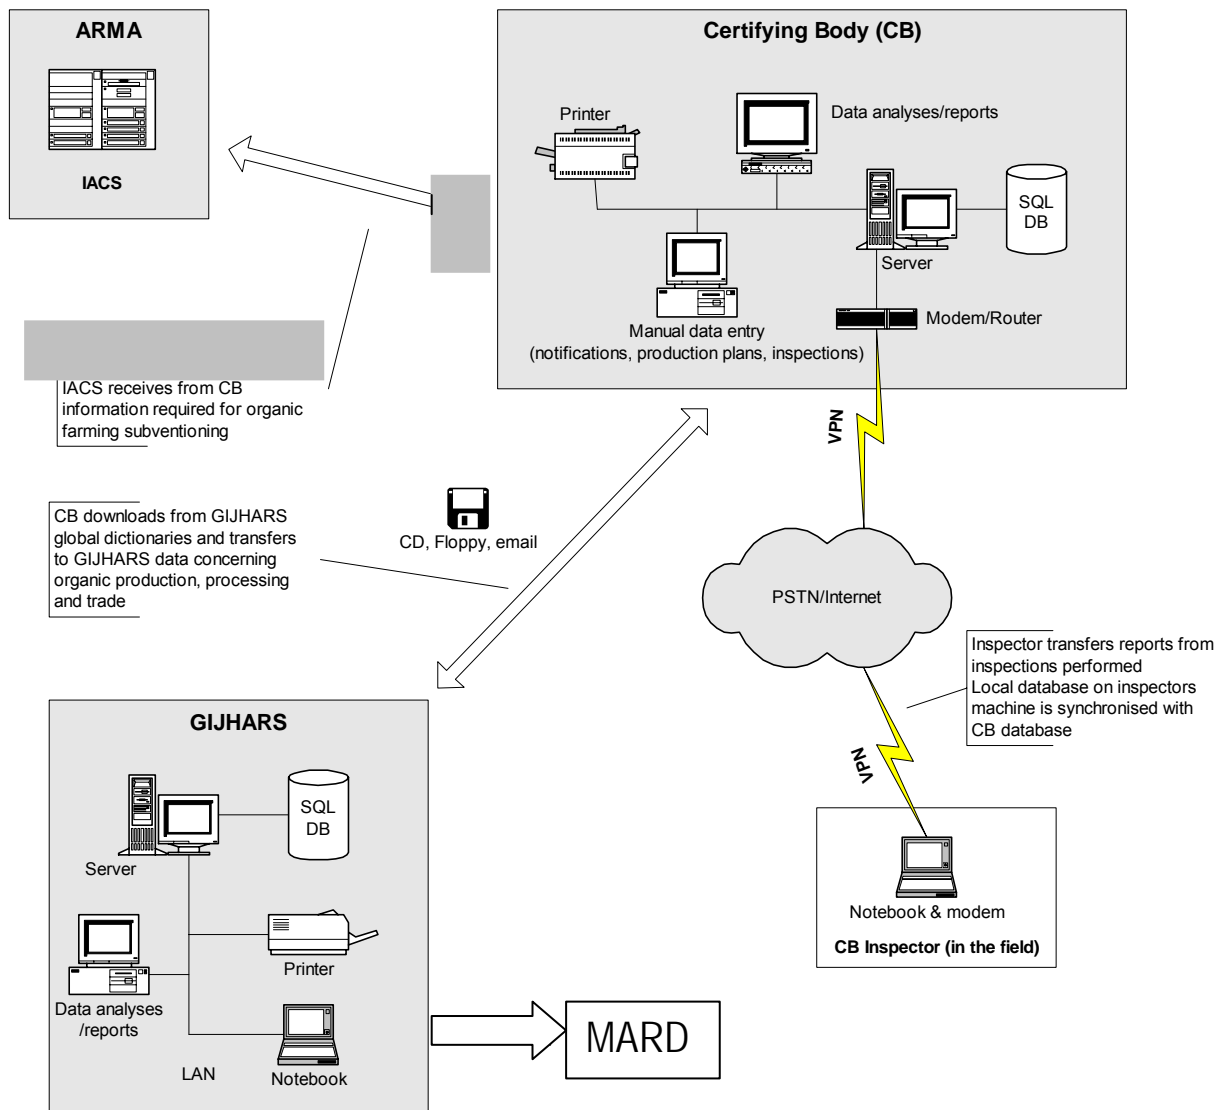 ARMA
IACS
Certifying Body (CB)
Printer
Data analyses/reports
SQL
DB
Server
Manual data entry
(notifications, production plans, inspections)
Modem/Router
VPN
IACS receives from CB
information required for organic
farming subventioning
CB downloads from GIJHARS
global dictionaries and transfers
to GIJHARS data concerning
organic production, processing
and trade
CD, Floppy, email
PSTN/Internet
Inspector transfers reports from
inspections performed
Local database on inspectors
machine is synchronised with
CB database
VPN
Notebook & modem
CB Inspector (in the field)
GIJHARS
SQL
DB
Server
Printer
Data analyses
/reports
LAN
Notebook
MARD